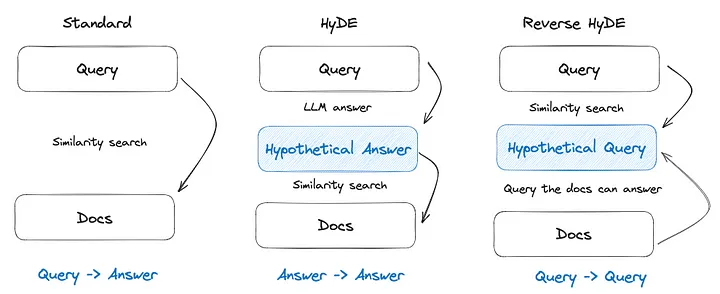 Standard
Query
Similarity search
Docs
Query -> Answer
HyDE
Query
LLM answer
Hypothetical Answer
Similarity search
Docs
Answer -> Answer
Reverse HyDE
Query
Similarity search
Hypothetical Query
Query the docs can answer
Docs
Query -> Query